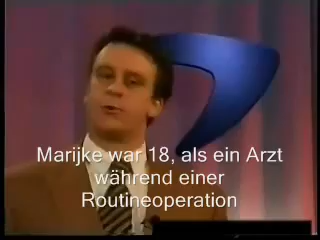 Marijke war 18, als ein Arzt
während einer
Routineoperation